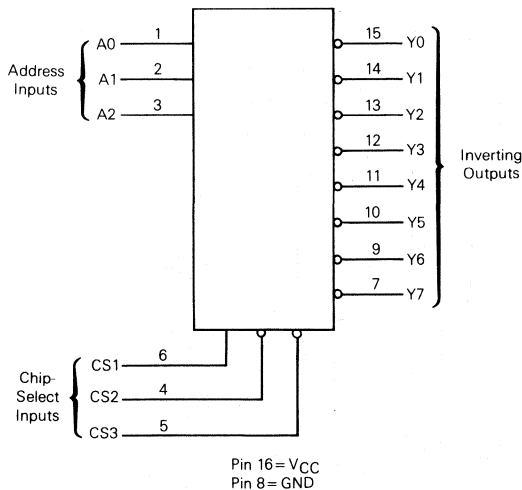 Address
Inputs
A0 1
A1 2
A2 3
15 Y0
14 Y1
13 Y2
12 Y3
11 Y4
10 Y5
9 Y6
7 Y7
Inverting
Outputs
Chip-
Select
Inputs
CS1 6
CS2 4
CS3 5
Pin 16 = VCC
Pin 8 = GND